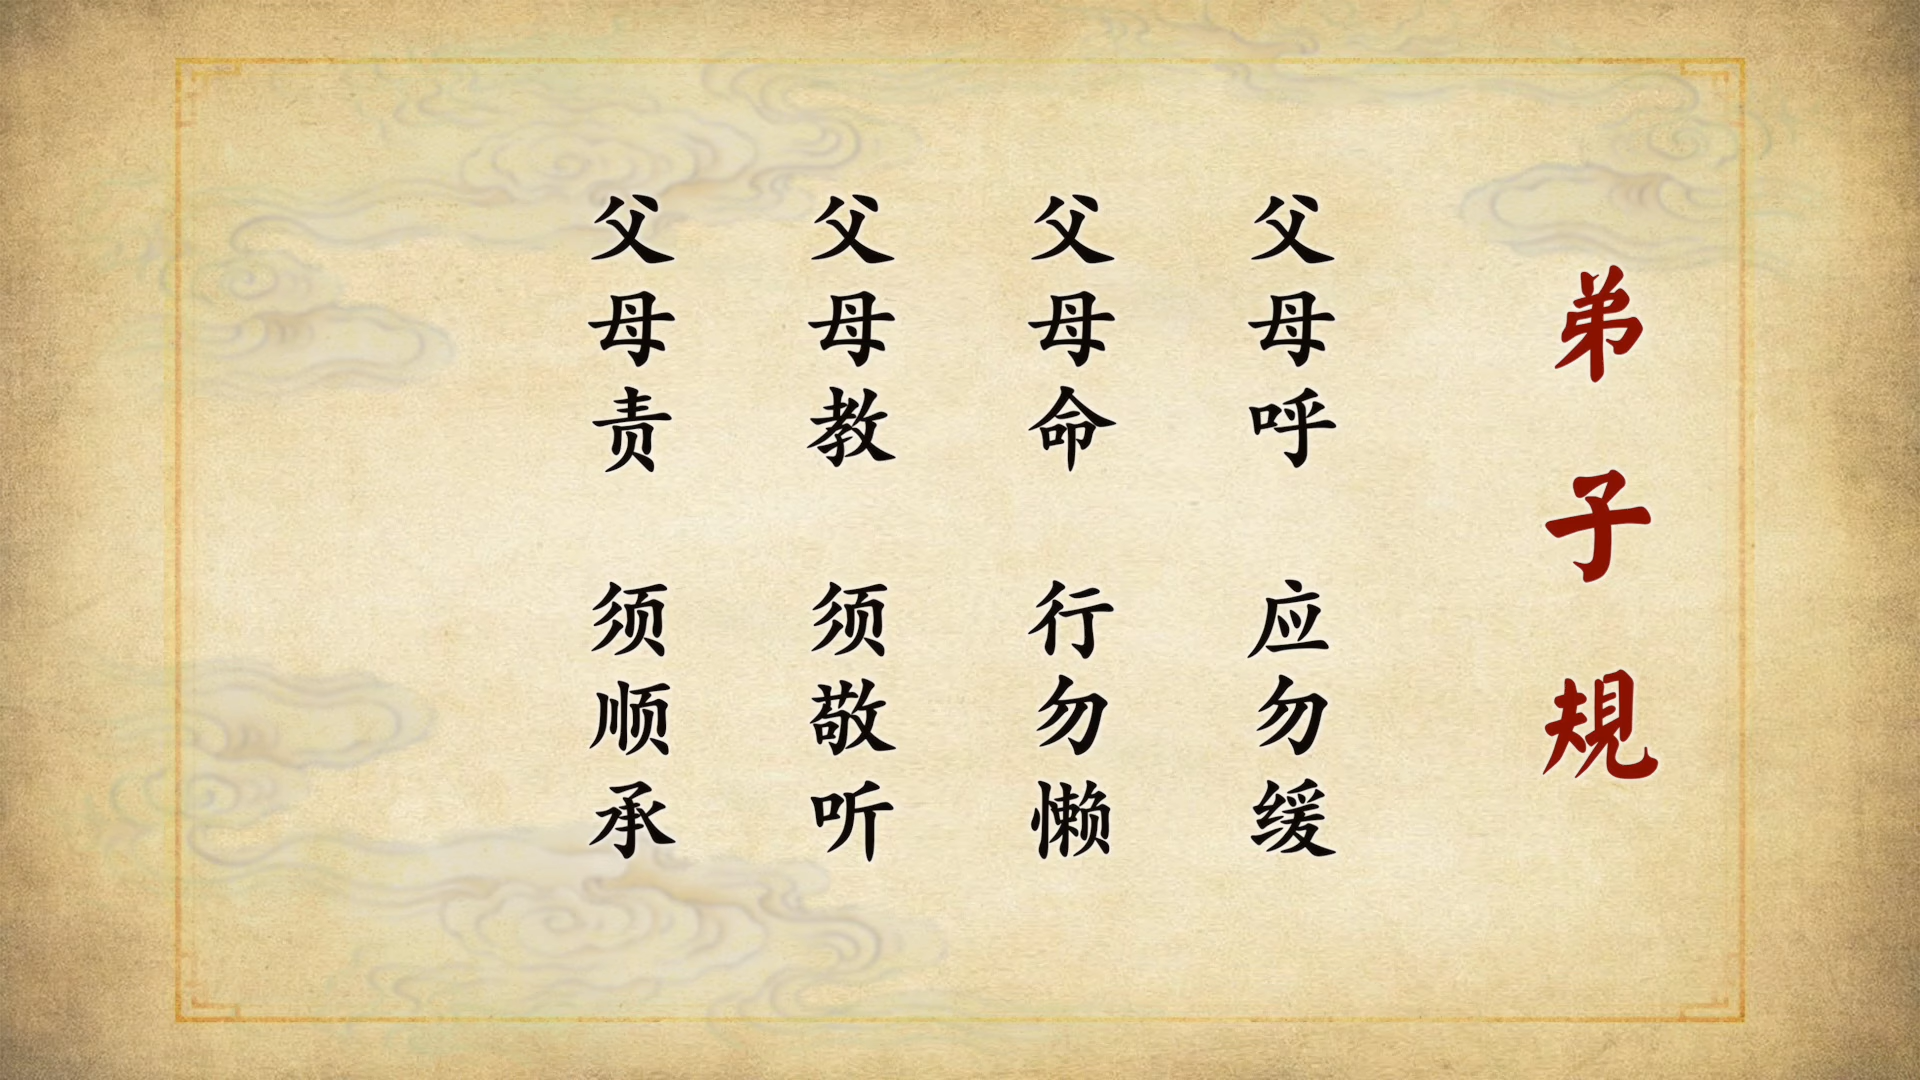 弟子規
父母呼 应勿缓
父母命 行勿懒
父母教 须敬听
父母责 须顺承